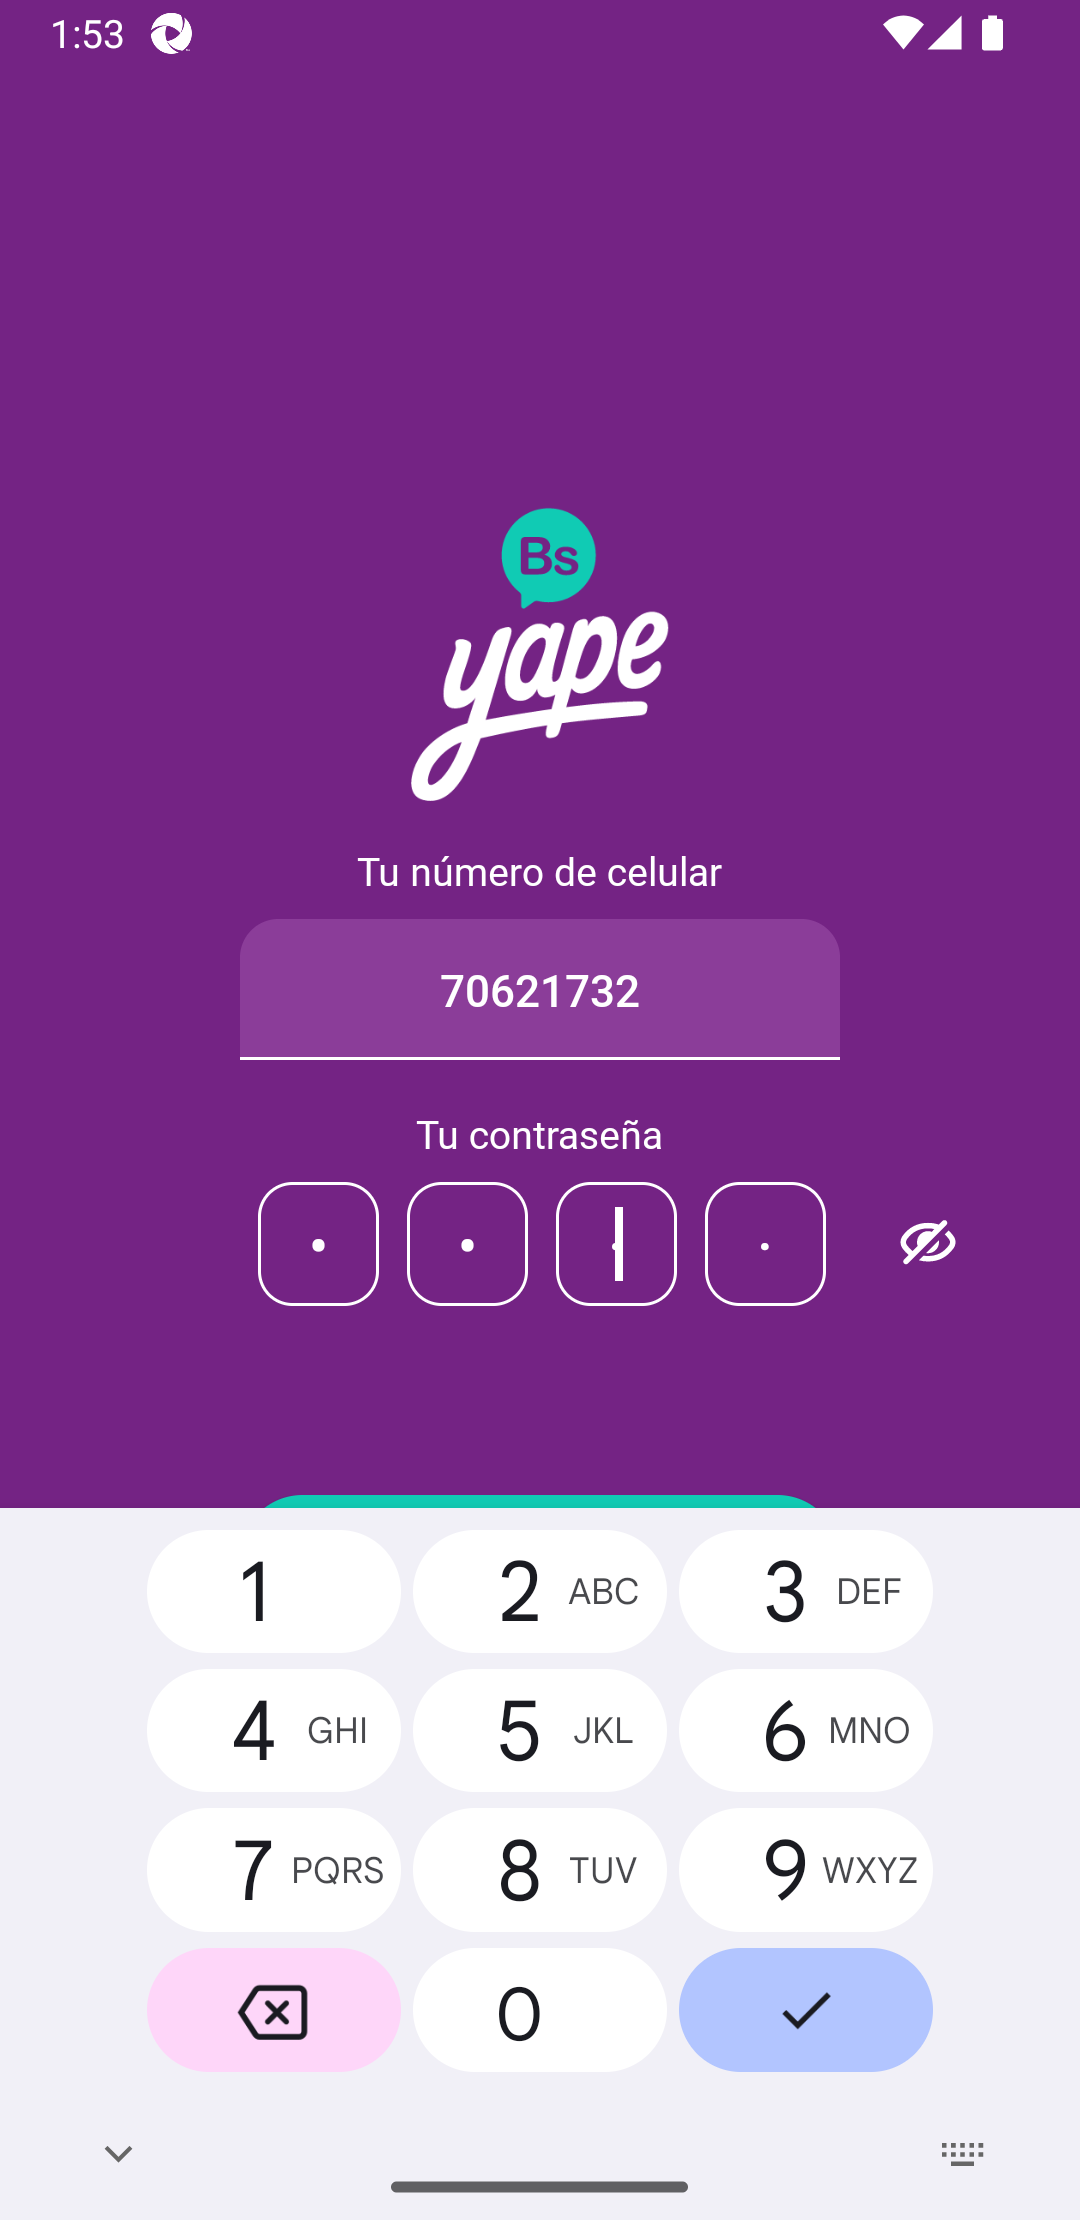 1:53
Bs
yape
Tu número de celular
70621732
Tu contraseña
1
2 ABC
3 DEF
4 GHI
5 JKL
6 MNO
7 PQRS
8 TUV
9 WXYZ
0